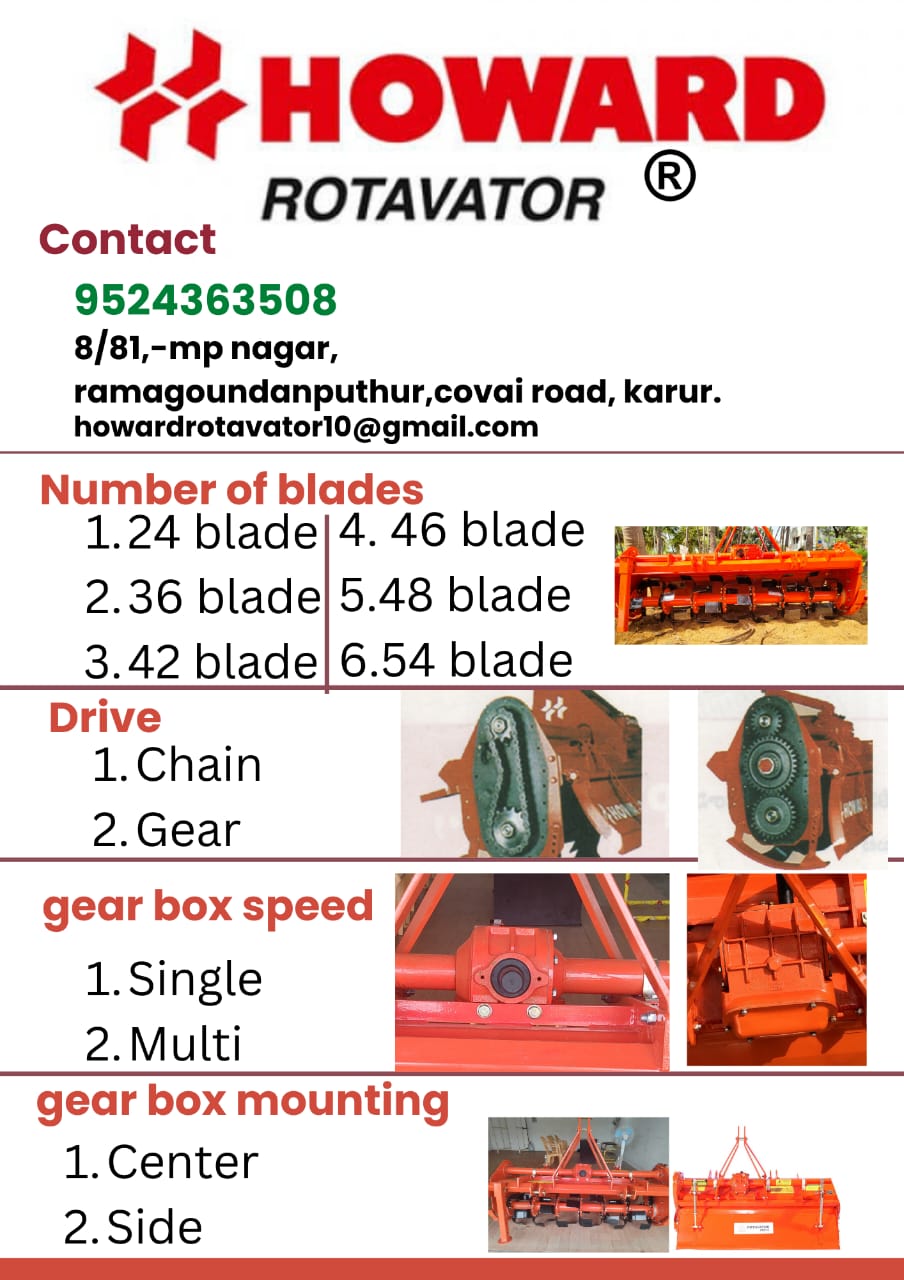 HOWARD
ROTAVATOR ®
Contact
9524363508
8/81,-mp nagar,
ramagoundanputhur,covai road, karur.
howardrotavator10@gmail.com
Number of blades
1. 24 blade
2. 36 blade
3. 42 blade
4. 46 blade
5.48 blade
6.54 blade
Drive
1. Chain
2. Gear
HOWARD
gear box speed
1. Single
2. Multi
gear box mounting
1. Center
2. Side
ROTAVATOR